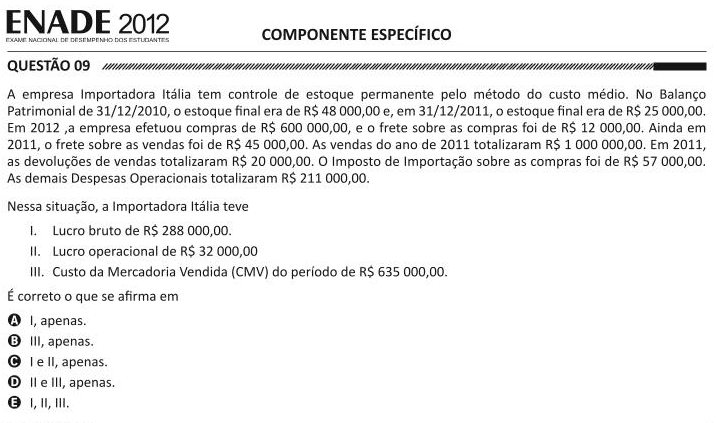 ENADE 2012
EXAME NACIONAL DE DESEMPENHO DOS ESTUDANTES
COMPONENTE ESPECÍFICO
QUESTÃO 09
A empresa Importadora Itália tem controle de estoque permanente pelo método do custo médio. No Balanço
Patrimonial de 31/12/2010, o estoque final era de R$ 48 000,00 e, em 31/12/2011, o estoque final era de R$ 25 000,00.
Em 2012 ,a empresa efetuou compras de R$ 600 000,00, e o frete sobre as compras foi de R$ 12 000,00. Ainda em
2011, o frete sobre as vendas foi de R$ 45 000,00. As vendas do ano de 2011 totalizaram R$ 1 000 000,00. Em 2011,
as devoluções de vendas totalizaram R$ 20 000,00. O Imposto de Importação sobre as compras foi de R$ 57 000,00.
As demais Despesas Operacionais totalizaram R$ 211 000,00.
Nessa situação, a Importadora Itália teve
I. Lucro bruto de R$ 288 000,00.
II. Lucro operacional de R$ 32 000,00
III. Custo da Mercadoria Vendida (CMV) do período de R$ 635 000,00.
É correto o que se afirma em
A I, apenas.
B III, apenas.
C I e II, apenas.
D II e III, apenas.
E I, II, III.